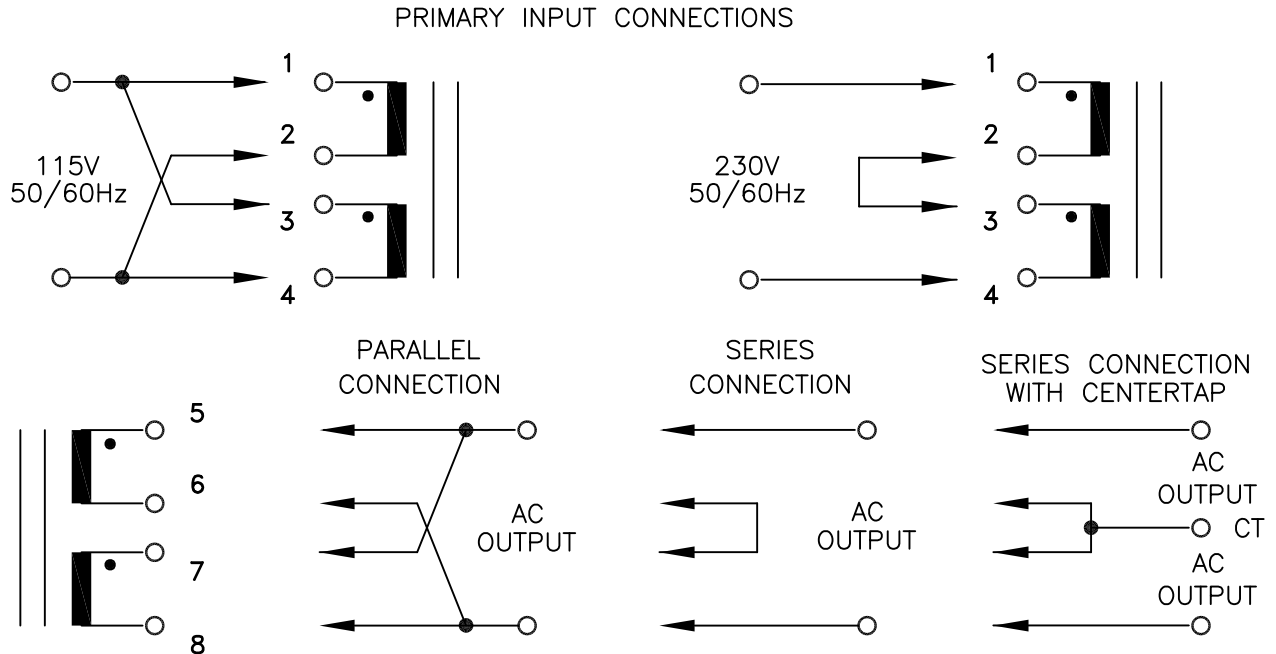 PRIMARY INPUT CONNECTIONS
1
2
3
4
115V
50/60Hz
1
2
3
4
230V
50/60Hz
5
6
7
8
PARALLEL
CONNECTION
AC
OUTPUT
SERIES
CONNECTION
AC
OUTPUT
SERIES CONNECTION
WITH CENTERTAP
AC
OUTPUT
CT
AC
OUTPUT